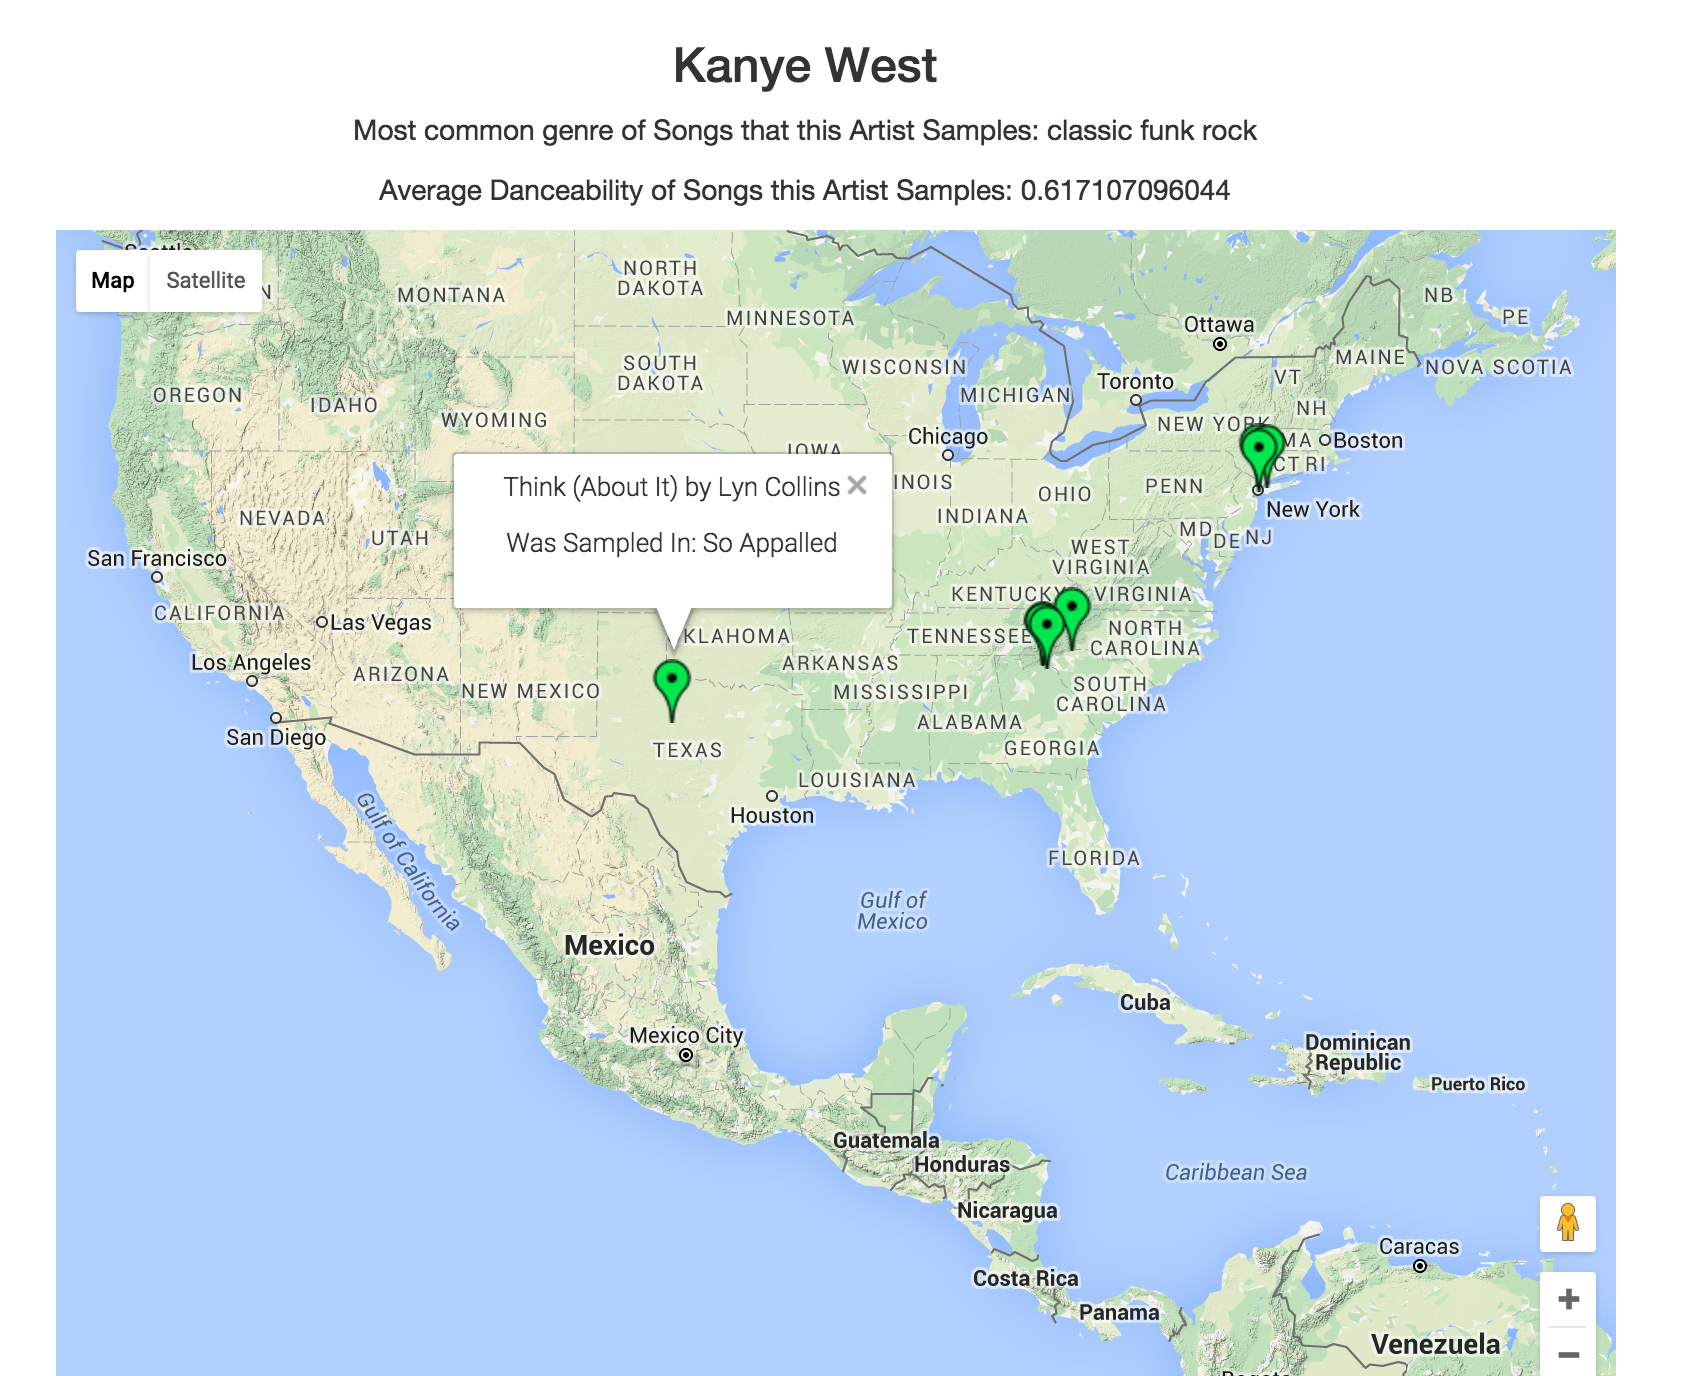 Kanye West
Most common genre of Songs that this Artist Samples: classic funk rock
Average Danceability of Songs this Artist Samples: 0.617107096044
Seattle
Map Satellite
N
MONTANA
NORTH
DAKOTA
MINNESOTA
Ottawa
NB
PE
SOUTH
DAKOTA
WISCONSIN
MICHIGAN
Toronto
MAINE
NOVA SCOTIA
VT
OREGON
IDAHO
WYOMING
NH
NEW YORK
IOWA
Chicago
MA
Boston
CT RI
Think (About It) by Lyn Collins
Was Sampled In: So Appalled
INOIS
OHIO
PENN
NEVADA
INDIANA
New York
UTAH
MD
DE
NJ
WEST
VIRGINIA
San Francisco
KENTUCKY
VIRGINIA
CALIFORNIA
Las Vegas
KLAHOMA
TENNESSEE
NORTH
CAROLINA
Los Angeles
ARIZONA
NEW MEXICO
ARKANSAS
MISSISSIPPI
SOUTH
CAROLINA
San Diego
TEXAS
ALABAMA
GEORGIA
LOUISIANA
Houston
Gulf of California
FLORIDA
Gulf of
Mexico
Mexico
Cuba
Mexico City
Dominican
Republic
Puerto Rico
Guatemala
Honduras
Caribbean Sea
Nicaragua
Caracas
Costa Rica
Panama
Venezuela